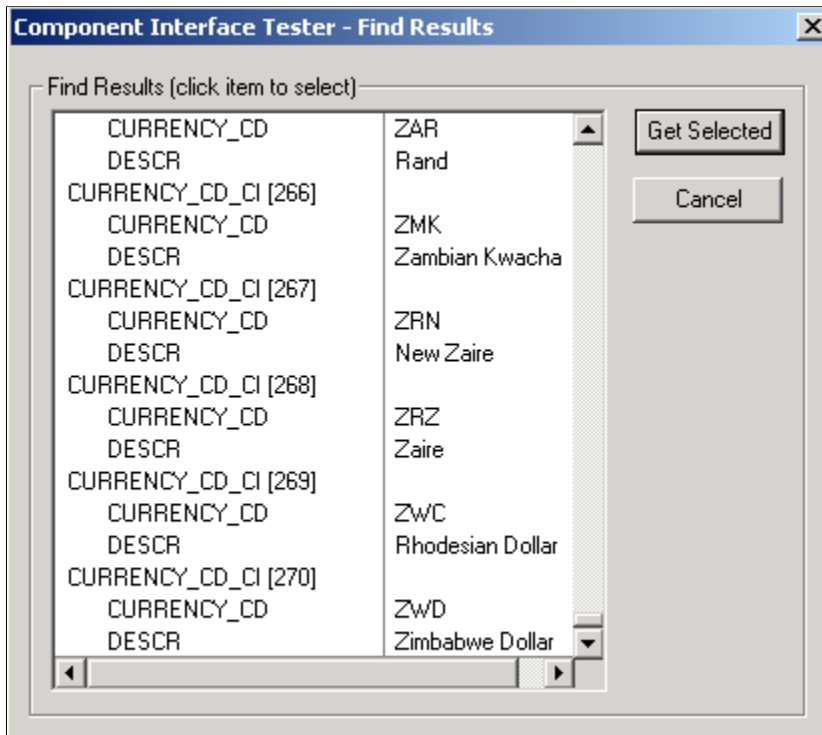 Component Interface Tester - Find Results
Find Results (click item to select)
CURRENCY_CD ZAR
DESCR Rand
CURRENCY_CD_CI [266]
CURRENCY_CD ZMK
DESCR Zambian Kwacha
CURRENCY_CD_CI [267]
CURRENCY_CD ZRN
DESCR New Zaire
CURRENCY_CD_CI [268]
CURRENCY_CD ZRZ
DESCR Zaire
CURRENCY_CD_CI [269]
CURRENCY_CD ZWC
DESCR Rhodesian Dollar
CURRENCY_CD_CI [270]
CURRENCY_CD ZWD
DESCR Zimbabwe Dollar
Get Selected
Cancel